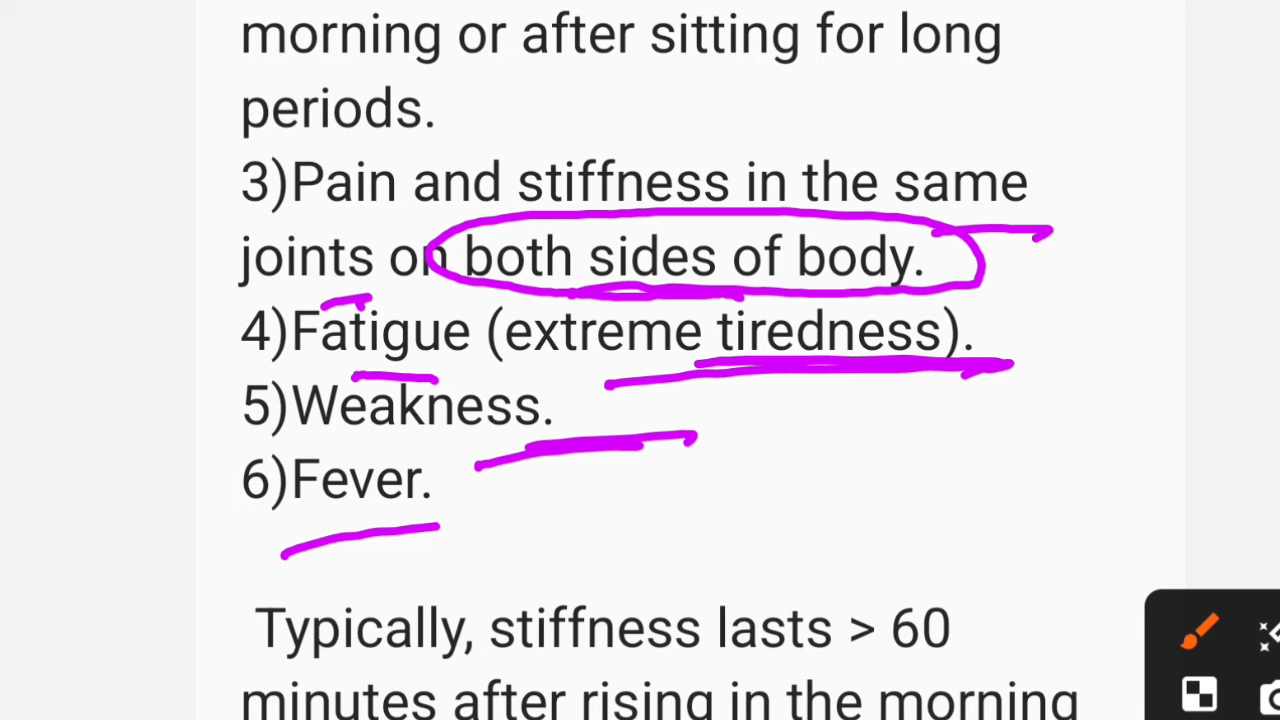 morning or after sitting for long
periods.
3)Pain and stiffness in the same
joints on both sides of body.
4)Fatigue (extreme tiredness).
5)Weakness.
6)Fever.
Typically, stiffness lasts > 60
minutes after rising in the morning